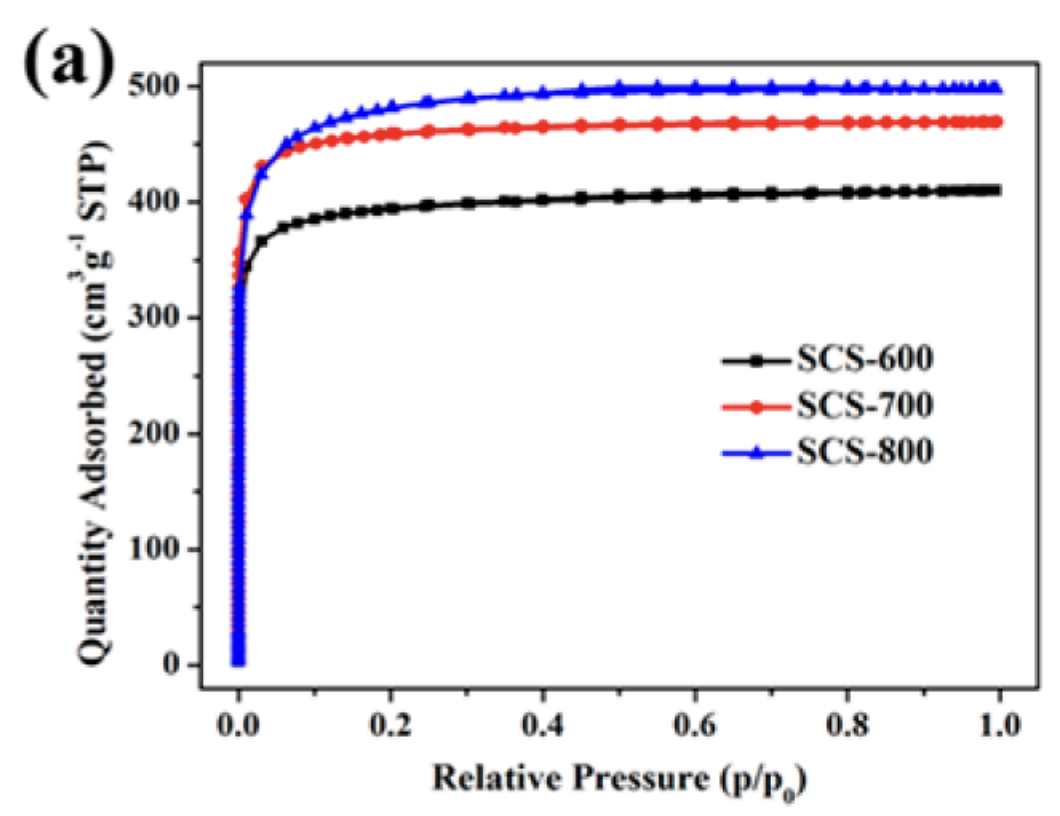 (a)
500
400
300
200
100
0
Quantity Adsorbed (cm³g⁻¹ STP)
SCS-600
SCS-700
SCS-800
0.0 0.2 0.4 0.6 0.8 1.0
Relative Pressure (p/p₀)